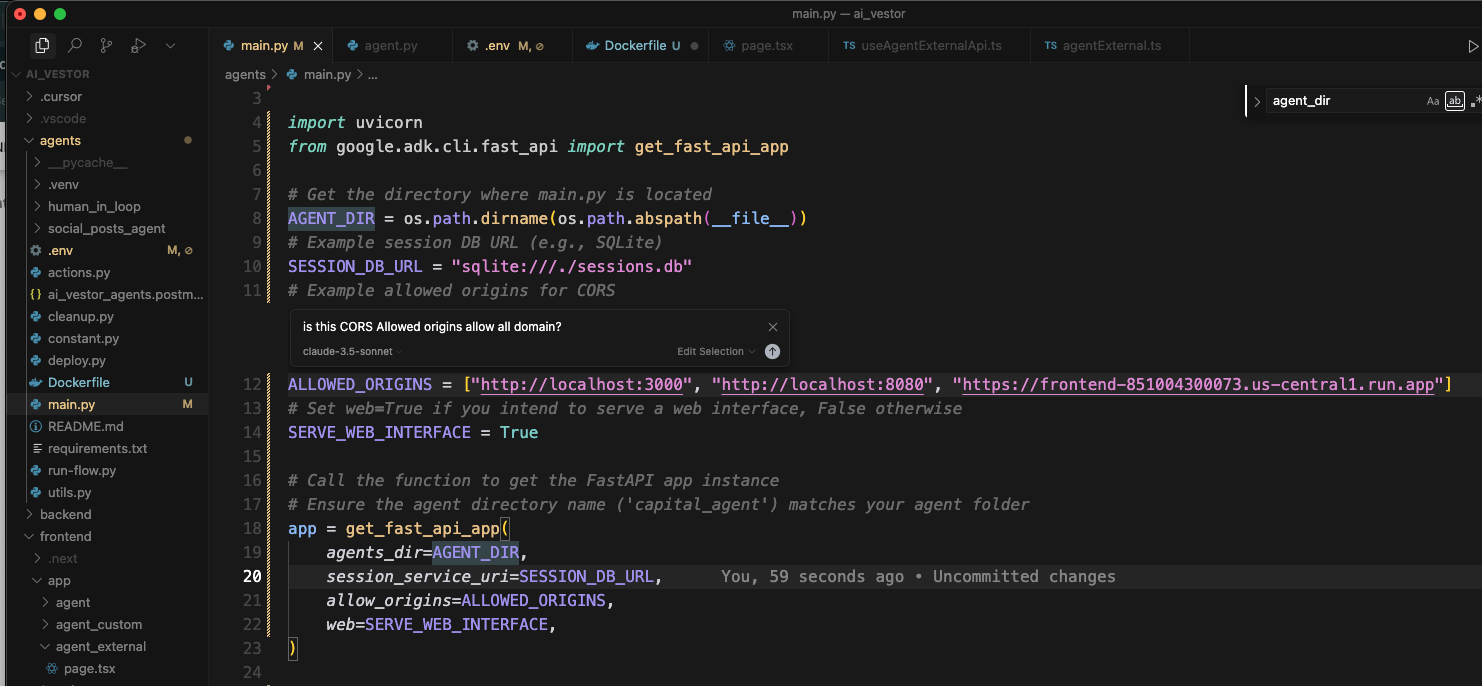 main.py — ai_vestor
main.py M
agent.py
.env M,
Dockerfile U
page.tsx
TS useAgentExternalApi.ts
TS agentExternal.ts
AI_VESTOR
.cursor
.vscode
agents
__pycache__
.venv
human_in_loop
social_posts_agent
.env M,
actions.py
{} ai_vestor_agents.postm...
cleanup.py
constant.py
deploy.py
Dockerfile U
main.py M
README.md
requirements.txt
run-flow.py
utils.py
backend
frontend
.next
app
agent
agent_custom
agent_external
page.tsx
agents > main.py > ...
agent_dir Aa ab .*
3
4 import uvicorn
5 from google.adk.cli.fast_api import get_fast_api_app
6
7 # Get the directory where main.py is located
8 AGENT_DIR = os.path.dirname(os.path.abspath(__file__))
9 # Example session DB URL (e.g., SQLite)
10 SESSION_DB_URL = "sqlite:///./sessions.db"
11 # Example allowed origins for CORS
is this CORS Allowed origins allow all domain?
claude-3.5-sonnet Edit Selection
12 ALLOWED_ORIGINS = ["http://localhost:3000", "http://localhost:8080", "https://frontend-851004300073.us-central1.run.app"]
13 # Set web=True if you intend to serve a web interface, False otherwise
14 SERVE_WEB_INTERFACE = True
15
16 # Call the function to get the FastAPI app instance
17 # Ensure the agent directory name ('capital_agent') matches your agent folder
18 app = get_fast_api_app(
19 agents_dir=AGENT_DIR,
20 session_service_uri=SESSION_DB_URL, You, 59 seconds ago • Uncommitted changes
21 allow_origins=ALLOWED_ORIGINS,
22 web=SERVE_WEB_INTERFACE,
23 )
24